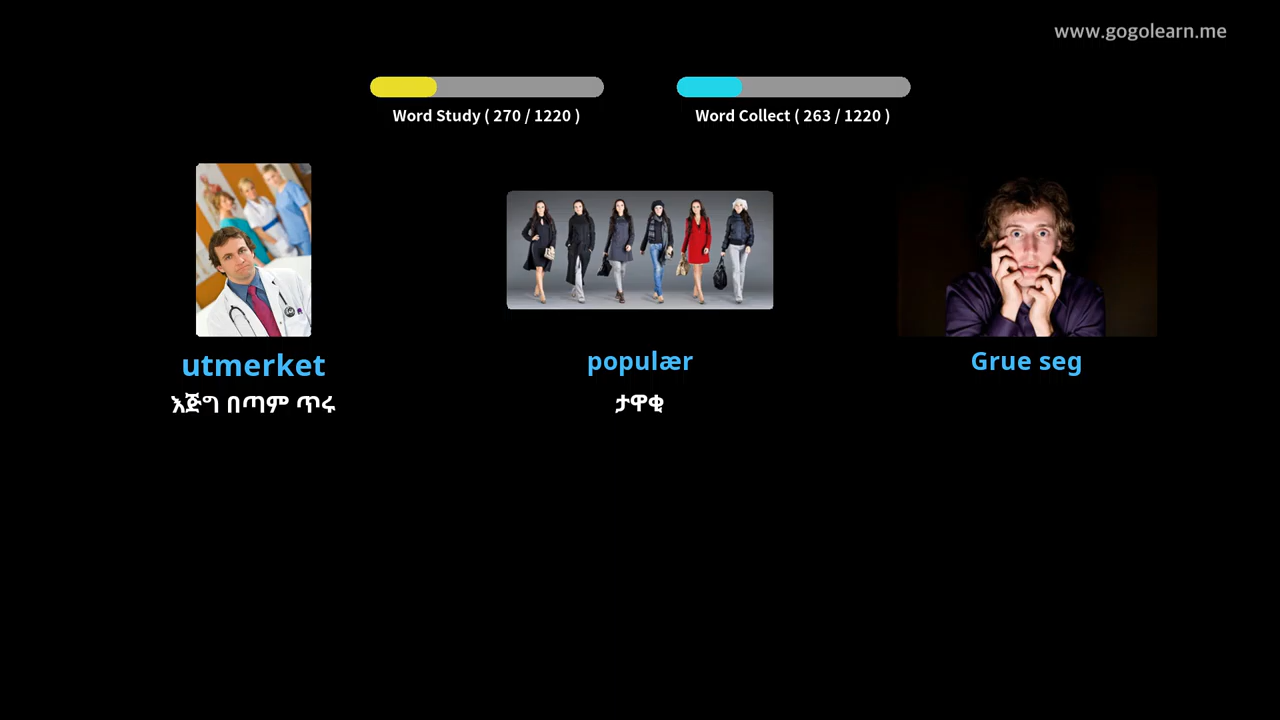 www.gogolearn.me
Word Study ( 270 / 1220 )
Word Collect ( 263 / 1220 )
utmerket
እጅግ በጣም ጥሩ
populær
ታዋቂ
Grue seg